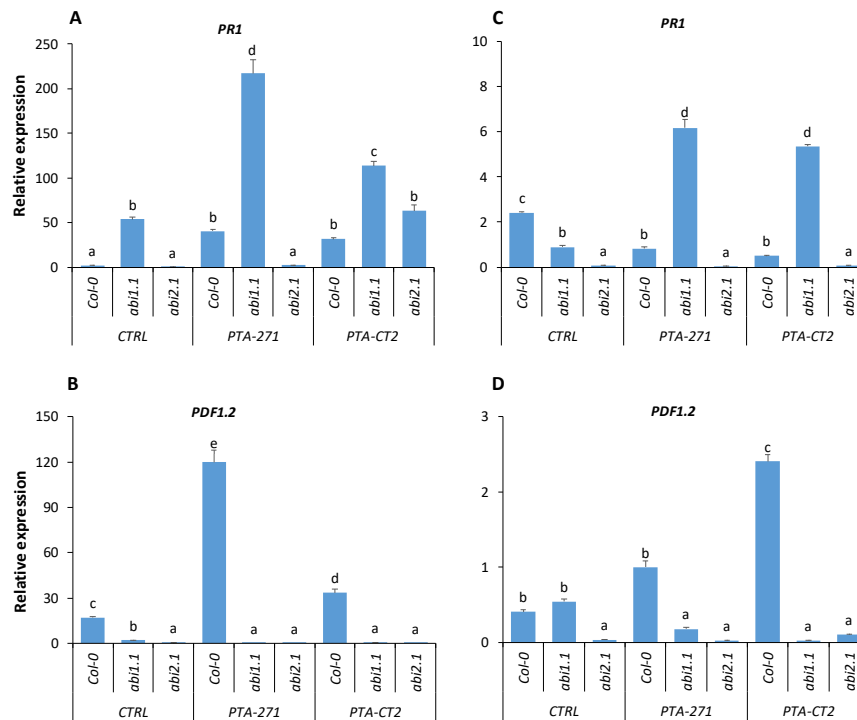 A
PR1
Relative expression
250
200
150
100
50
0
a
b
a
b
d
a
b
c
b
Col-0
abi1.1
abi2.1
Col-0
abi1.1
abi2.1
Col-0
abi1.1
abi2.1
CTRL
PTA-271
PTA-CT2
C
PR1
10
8
6
4
2
0
c
b
a
b
d
a
b
d
a
Col-0
abi1.1
abi2.1
Col-0
abi1.1
abi2.1
Col-0
abi1.1
abi2.1
CTRL
PTA-271
PTA-CT2
B
PDF1.2
Relative expression
150
120
90
60
30
0
c
b
a
e
a
a
d
a
a
Col-0
abi1.1
abi2.1
Col-0
abi1.1
abi2.1
Col-0
abi1.1
abi2.1
CTRL
PTA-271
PTA-CT2
D
PDF1.2
3
2
1
0
b
b
a
b
a
a
c
a
a
Col-0
abi1.1
abi2.1
Col-0
abi1.1
abi2.1
Col-0
abi1.1
abi2.1
CTRL
PTA-271
PTA-CT2